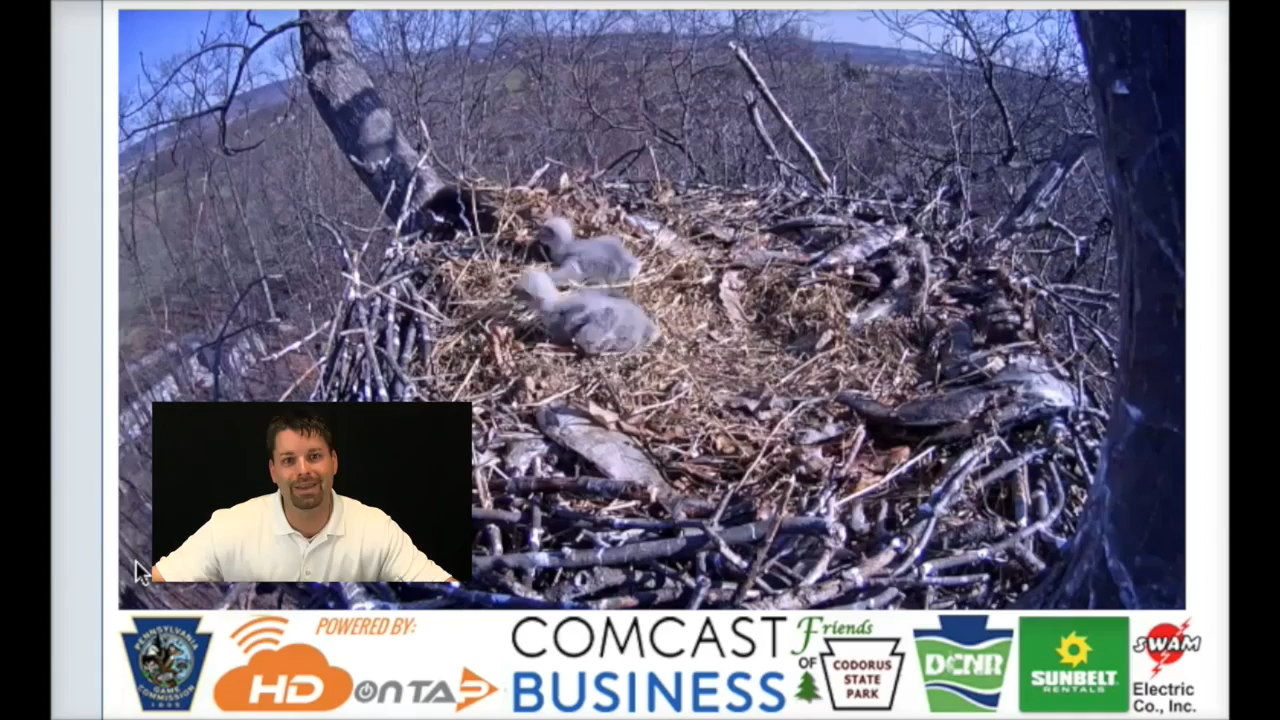 PENNSYLVANIA
GAME
COMMISSION
1895
POWERED BY:
HD ONTAP
COMCAST
BUSINESS
Friends
OF
CODORUS
STATE
PARK
DCNR
SUNBELT
RENTALS
SWAM
Electric
Co., Inc.